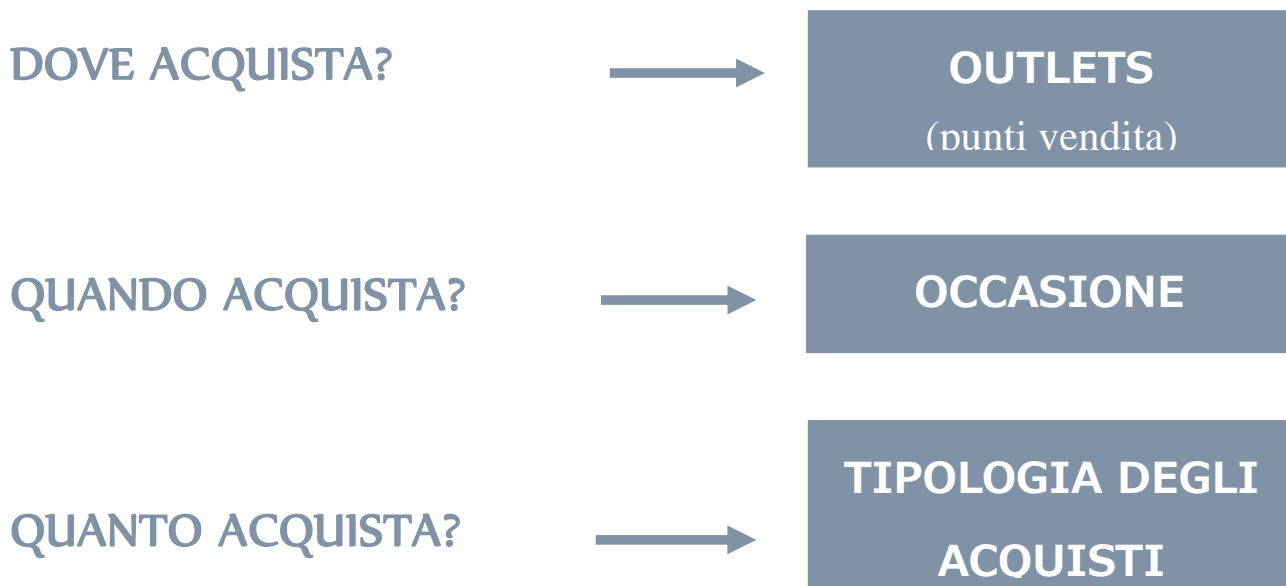 DOVE ACQUISTA?
OUTLETS
(punti vendita)
QUANDO ACQUISTA?
OCCASIONE
QUANTO ACQUISTA?
TIPOLOGIA DEGLI
ACQUISTI